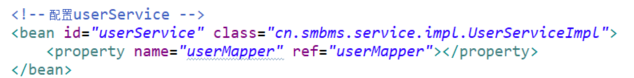 <!-- 配置userService -->
<bean id="userService" class="cn.smbms.service.impl.UserServiceImpl">
<property name="userMapper" ref="userMapper"></property>
</bean>